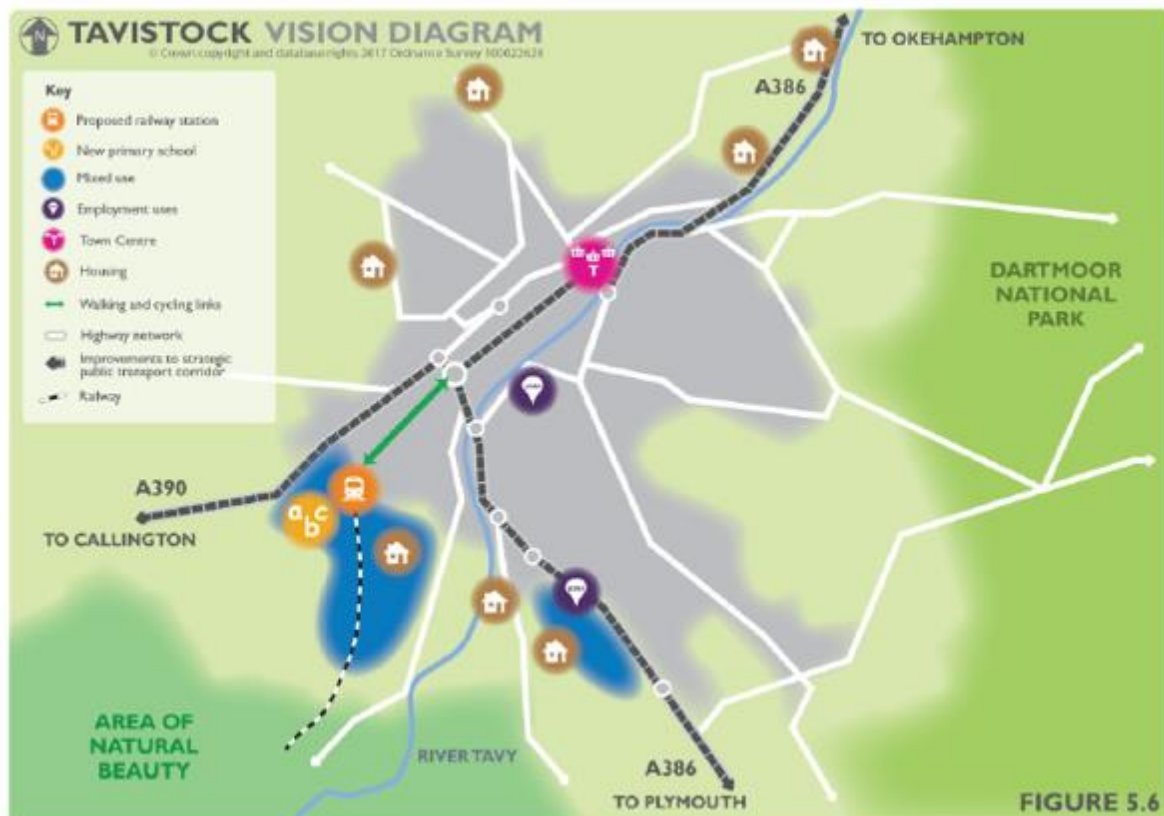 N
TAVISTOCK VISION DIAGRAM
© Crown copyright and database rights 2017 Ordnance Survey
Key
Proposed railway station
New primary school
Mixed use
Employment uses
Town Centre
Housing
Walking and cycling links
Highway network
Improvements to strategic
public transport corridor
Railway
TO OKEHAMPTON
A386
T
DARTMOOR
NATIONAL
PARK
A390
TO CALLINGTON
a b c
AREA OF
NATURAL
BEAUTY
RIVER TAVY
A386
TO PLYMOUTH
FIGURE 5.6